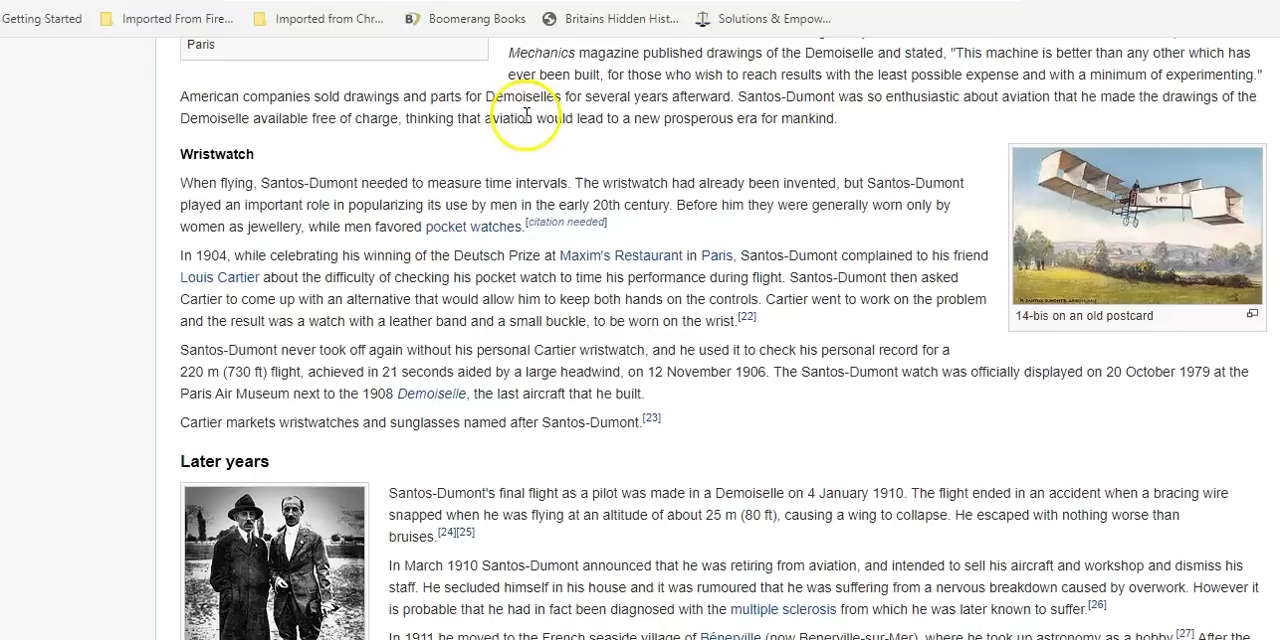 Getting Started Imported From Fire... Imported from Chr... Boomerang Books Britains Hidden Hist... Solutions & Empow...
Paris
Mechanics magazine published drawings of the Demoiselle and stated, "This machine is better than any other which has
ever been built, for those who wish to reach results with the least possible expense and with a minimum of experimenting."
American companies sold drawings and parts for Demoiselles for several years afterward. Santos-Dumont was so enthusiastic about aviation that he made the drawings of the
Demoiselle available free of charge, thinking that aviation would lead to a new prosperous era for mankind.
Wristwatch
When flying, Santos-Dumont needed to measure time intervals. The wristwatch had already been invented, but Santos-Dumont
played an important role in popularizing its use by men in the early 20th century. Before him they were generally worn only by
women as jewellery, while men favored pocket watches.[citation needed]
In 1904, while celebrating his winning of the Deutsch Prize at Maxim's Restaurant in Paris, Santos-Dumont complained to his friend
Louis Cartier about the difficulty of checking his pocket watch to time his performance during flight. Santos-Dumont then asked
Cartier to come up with an alternative that would allow him to keep both hands on the controls. Cartier went to work on the problem
and the result was a watch with a leather band and a small buckle, to be worn on the wrist.[22]
14-bis on an old postcard
Santos-Dumont never took off again without his personal Cartier wristwatch, and he used it to check his personal record for a
220 m (730 ft) flight, achieved in 21 seconds aided by a large headwind, on 12 November 1906. The Santos-Dumont watch was officially displayed on 20 October 1979 at the
Paris Air Museum next to the 1908 Demoiselle, the last aircraft that he built.
Cartier markets wristwatches and sunglasses named after Santos-Dumont.[23]
Later years
Santos-Dumont's final flight as a pilot was made in a Demoiselle on 4 January 1910. The flight ended in an accident when a bracing wire
snapped when he was flying at an altitude of about 25 m (80 ft), causing a wing to collapse. He escaped with nothing worse than
bruises.[24][25]
In March 1910 Santos-Dumont announced that he was retiring from aviation, and intended to sell his aircraft and workshop and dismiss his
staff. He secluded himself in his house and it was rumoured that he was suffering from a nervous breakdown caused by overwork. However it
is probable that he had in fact been diagnosed with the multiple sclerosis from which he was later known to suffer.[26]
In 1911 he moved to the French seaside village of Bénerville (now Benerville-sur-Mer), where he took up astronomy as a hobby.[27] After the